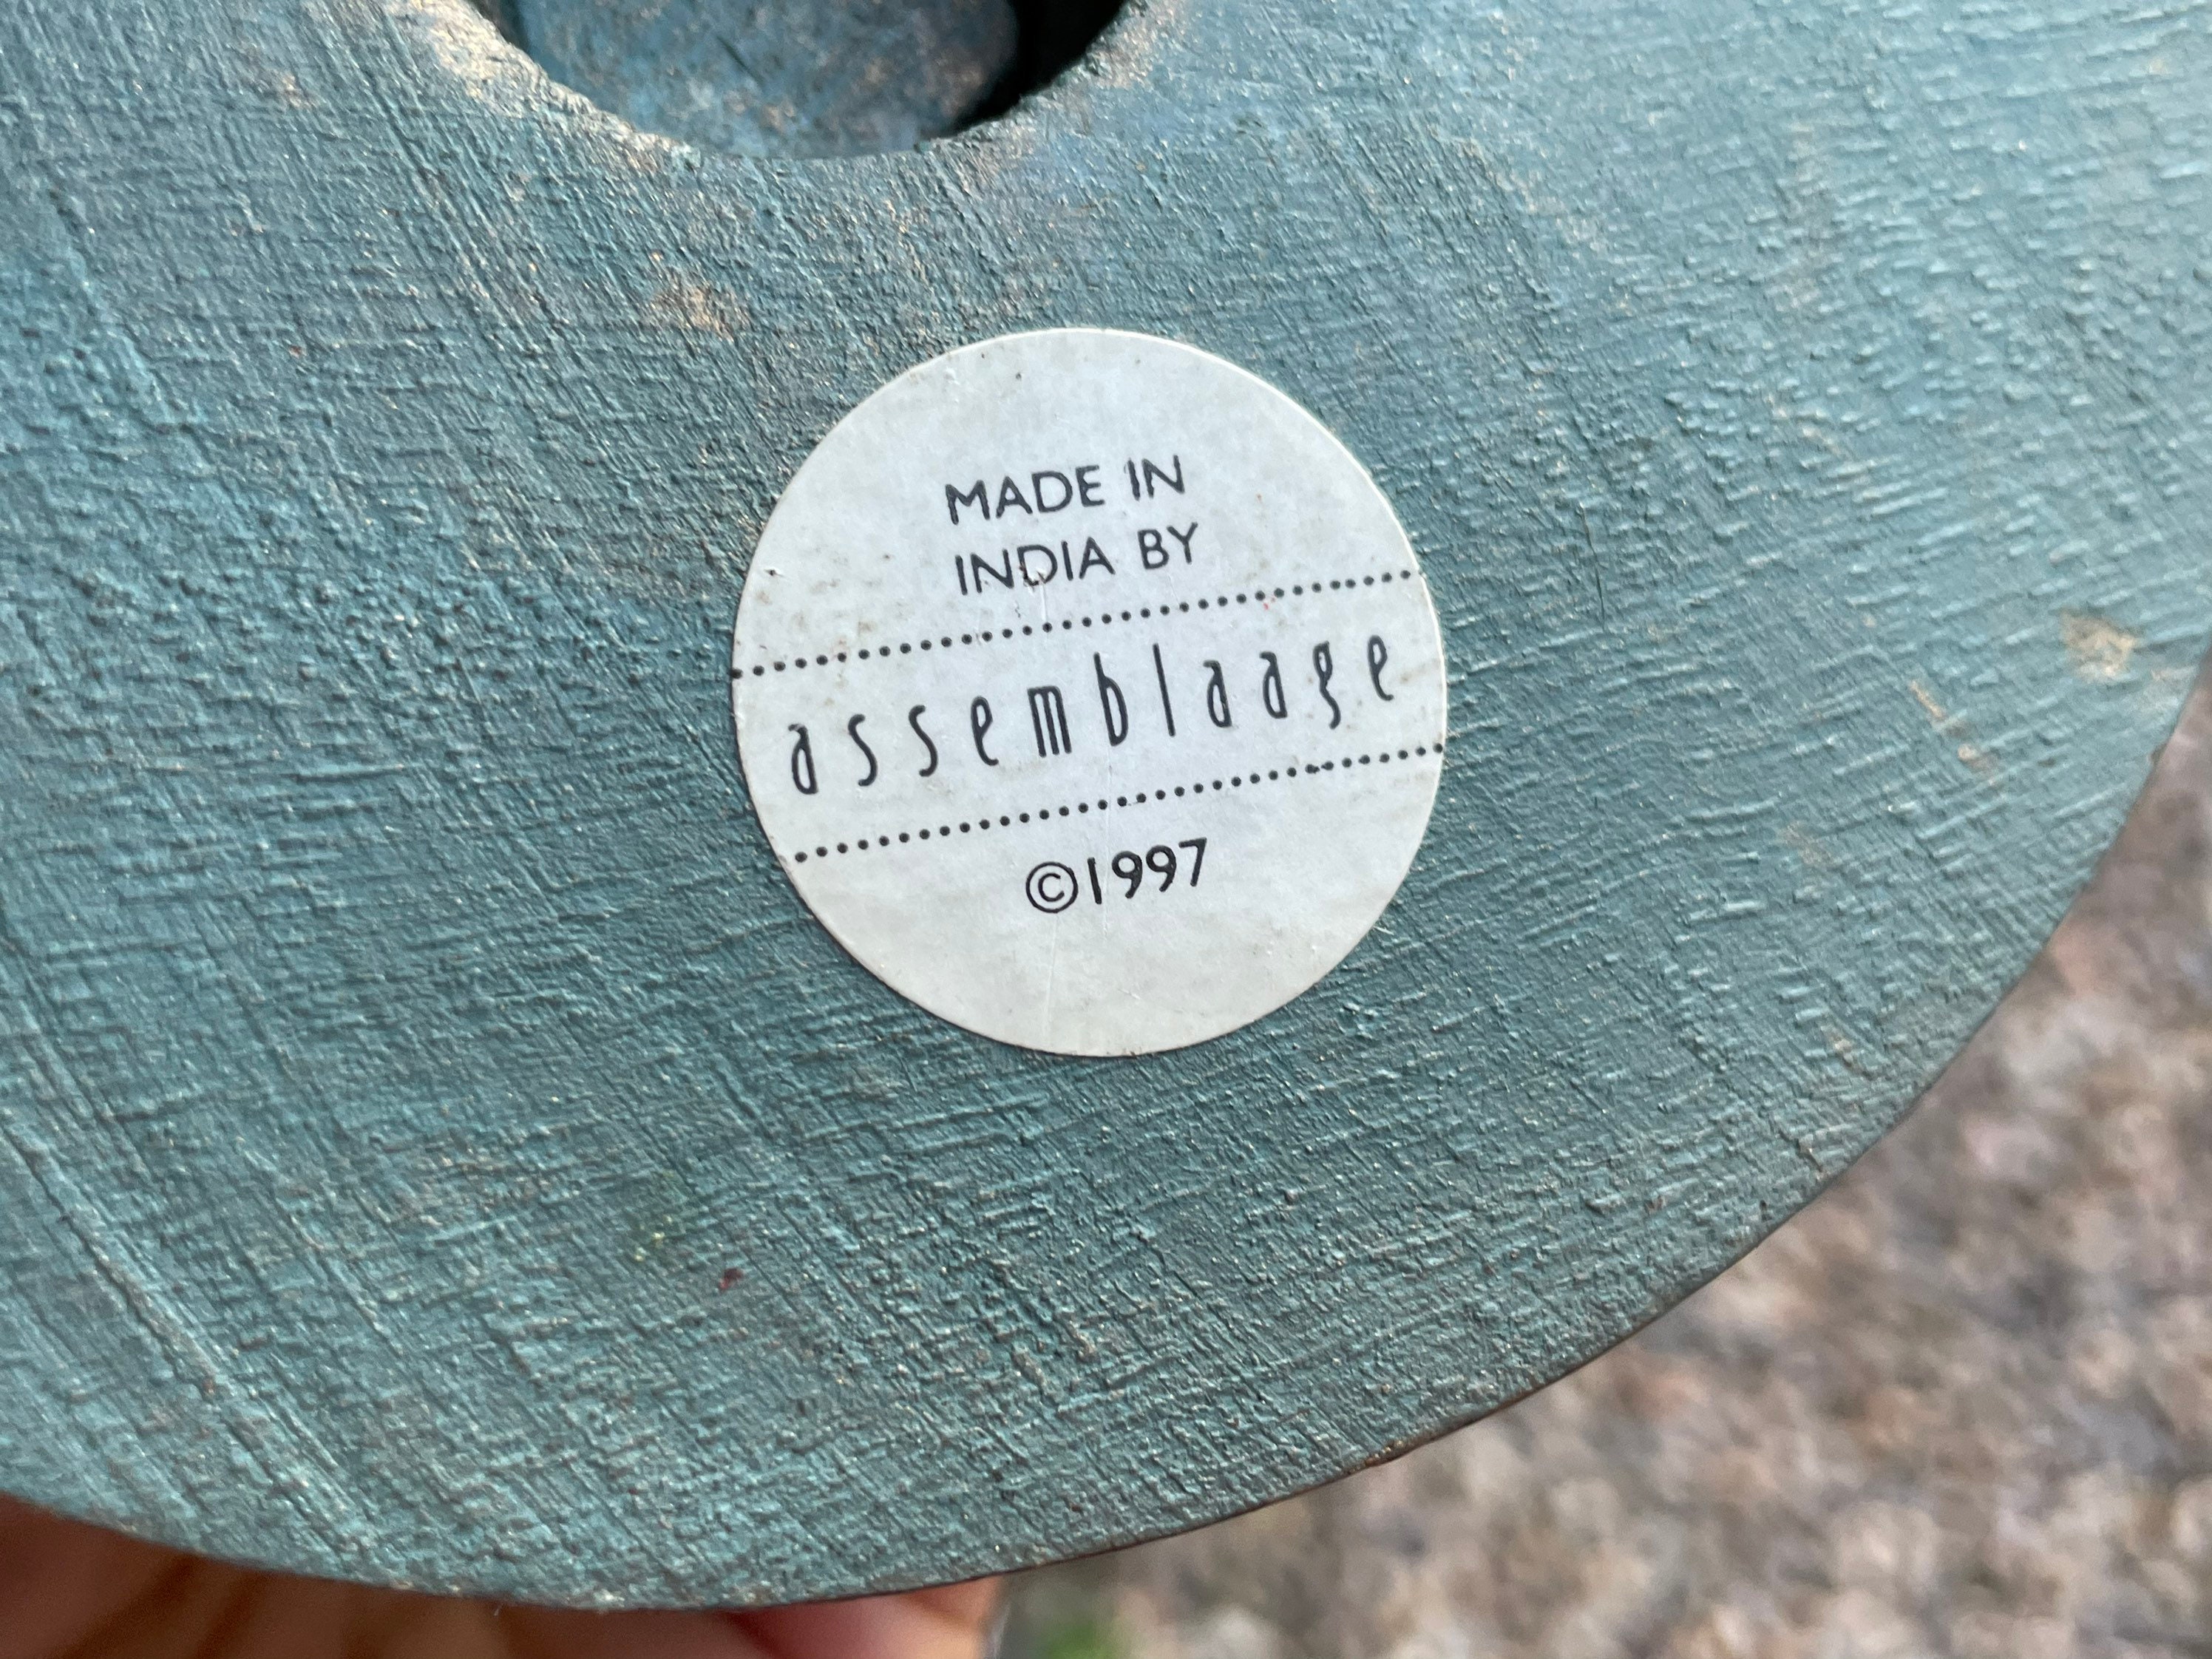 MADE IN
INDIA BY
assemblaage
©1997